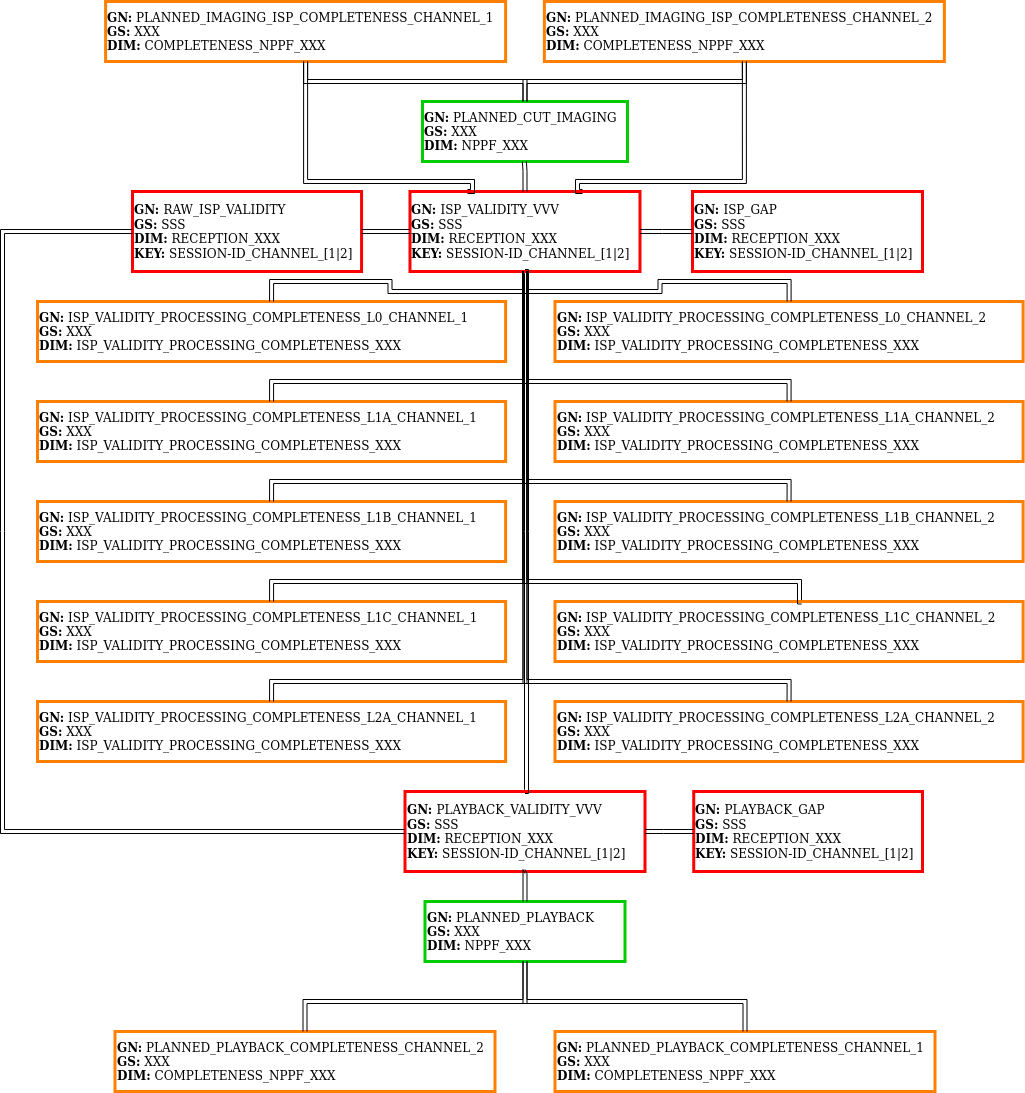 GN: PLANNED_IMAGING_ISP_COMPLETENESS_CHANNEL_1
GS: XXX
DIM: COMPLETENESS_NPPF_XXX
GN: PLANNED_IMAGING_ISP_COMPLETENESS_CHANNEL_2
GS: XXX
DIM: COMPLETENESS_NPPF_XXX
GN: PLANNED_CUT_IMAGING
GS: XXX
DIM: NPPF_XXX
GN: RAW_ISP_VALIDITY
GS: SSS
DIM: RECEPTION_XXX
KEY: SESSION-ID_CHANNEL_[1|2]
GN: ISP_VALIDITY_VVV
GS: SSS
DIM: RECEPTION_XXX
KEY: SESSION-ID_CHANNEL_[1|2]
GN: ISP_GAP
GS: SSS
DIM: RECEPTION_XXX
KEY: SESSION-ID_CHANNEL_[1|2]
GN: ISP_VALIDITY_PROCESSING_COMPLETENESS_L0_CHANNEL_1
GS: XXX
DIM: ISP_VALIDITY_PROCESSING_COMPLETENESS_XXX
GN: ISP_VALIDITY_PROCESSING_COMPLETENESS_L0_CHANNEL_2
GS: XXX
DIM: ISP_VALIDITY_PROCESSING_COMPLETENESS_XXX
GN: ISP_VALIDITY_PROCESSING_COMPLETENESS_L1A_CHANNEL_1
GS: XXX
DIM: ISP_VALIDITY_PROCESSING_COMPLETENESS_XXX
GN: ISP_VALIDITY_PROCESSING_COMPLETENESS_L1A_CHANNEL_2
GS: XXX
DIM: ISP_VALIDITY_PROCESSING_COMPLETENESS_XXX
GN: ISP_VALIDITY_PROCESSING_COMPLETENESS_L1B_CHANNEL_1
GS: XXX
DIM: ISP_VALIDITY_PROCESSING_COMPLETENESS_XXX
GN: ISP_VALIDITY_PROCESSING_COMPLETENESS_L1B_CHANNEL_2
GS: XXX
DIM: ISP_VALIDITY_PROCESSING_COMPLETENESS_XXX
GN: ISP_VALIDITY_PROCESSING_COMPLETENESS_L1C_CHANNEL_1
GS: XXX
DIM: ISP_VALIDITY_PROCESSING_COMPLETENESS_XXX
GN: ISP_VALIDITY_PROCESSING_COMPLETENESS_L1C_CHANNEL_2
GS: XXX
DIM: ISP_VALIDITY_PROCESSING_COMPLETENESS_XXX
GN: ISP_VALIDITY_PROCESSING_COMPLETENESS_L2A_CHANNEL_1
GS: XXX
DIM: ISP_VALIDITY_PROCESSING_COMPLETENESS_XXX
GN: ISP_VALIDITY_PROCESSING_COMPLETENESS_L2A_CHANNEL_2
GS: XXX
DIM: ISP_VALIDITY_PROCESSING_COMPLETENESS_XXX
GN: PLAYBACK_VALIDITY_VVV
GS: SSS
DIM: RECEPTION_XXX
KEY: SESSION-ID_CHANNEL_[1|2]
GN: PLAYBACK_GAP
GS: SSS
DIM: RECEPTION_XXX
KEY: SESSION-ID_CHANNEL_[1|2]
GN: PLANNED_PLAYBACK
GS: XXX
DIM: NPPF_XXX
GN: PLANNED_PLAYBACK_COMPLETENESS_CHANNEL_2
GS: XXX
DIM: COMPLETENESS_NPPF_XXX
GN: PLANNED_PLAYBACK_COMPLETENESS_CHANNEL_1
GS: XXX
DIM: COMPLETENESS_NPPF_XXX